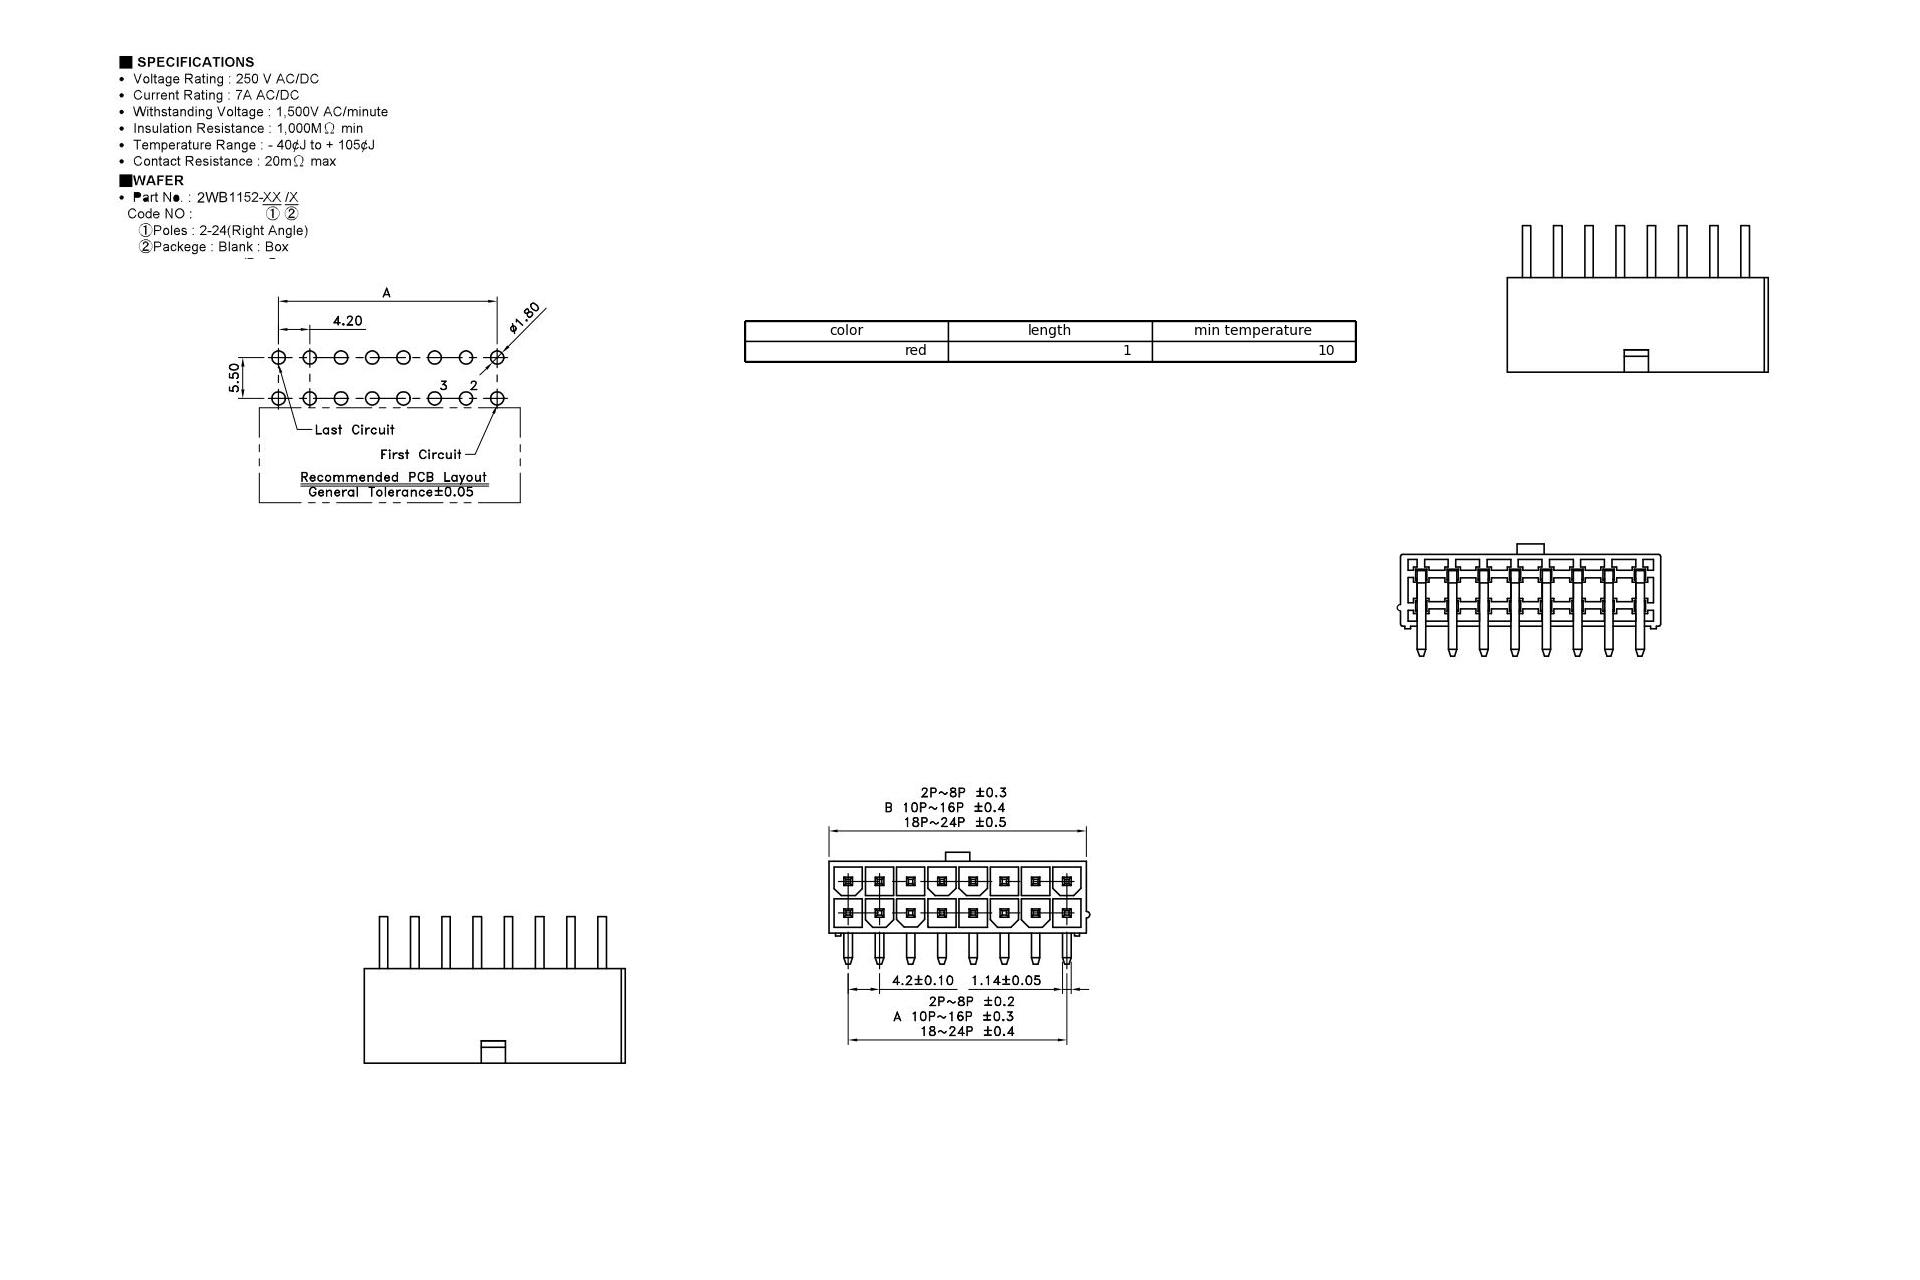 ■ SPECIFICATIONS
• Voltage Rating : 250 V AC/DC
• Current Rating : 7A AC/DC
• Withstanding Voltage : 1,500V AC/minute
• Insulation Resistance : 1,000MΩ min
• Temperature Range : - 40¢J to + 105¢J
• Contact Resistance : 20mΩ max
■WAFER
• Part No. : 2WB1152-XX /X
Code NO : ① ②
①Poles : 2-24(Right Angle)
②Packege : Blank : Box
A
4.20
ø1.80
5.50
3 2
Last Circuit
First Circuit
Recommended PCB Layout
General Tolerance±0.05
color length min temperature
red 1 10
2P~8P ±0.3
B 10P~16P ±0.4
18P~24P ±0.5
4.2±0.10 1.14±0.05
2P~8P ±0.2
A 10P~16P ±0.3
18~24P ±0.4